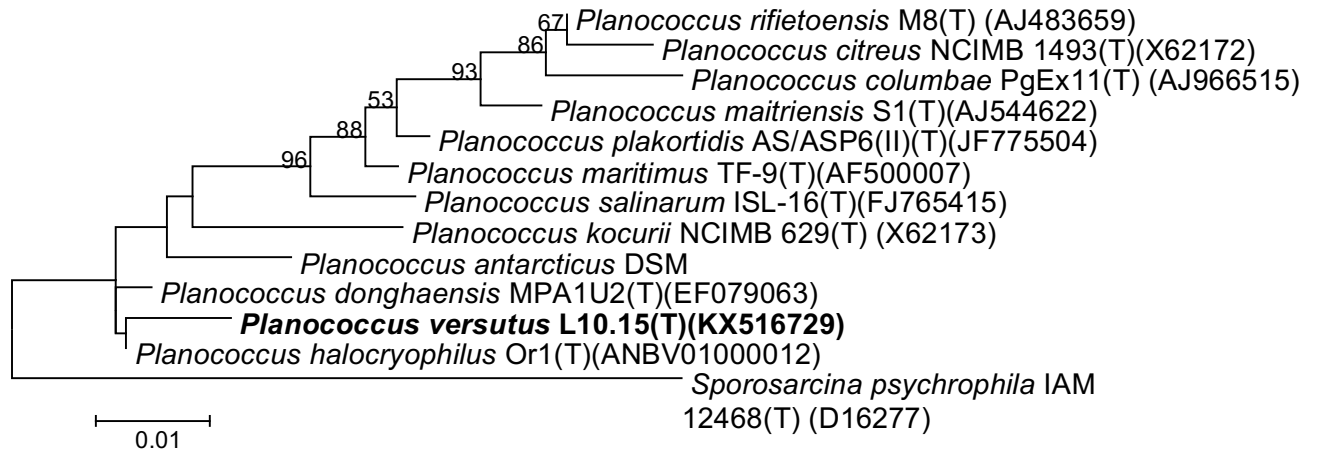 67 Planococcus rifietoensis M8(T) (AJ483659)
86 Planococcus citreus NCIMB 1493(T)(X62172)
93 Planococcus columbae PgEx11(T) (AJ966515)
53 Planococcus maitriensis S1(T)(AJ544622)
88 Planococcus plakortidis AS/ASP6(II)(T)(JF775504)
96 Planococcus maritimus TF-9(T)(AF500007)
Planococcus salinarum ISL-16(T)(FJ765415)
Planococcus kocurii NCIMB 629(T) (X62173)
Planococcus antarcticus DSM
Planococcus donghaensis MPA1U2(T)(EF079063)
Planococcus versutus L10.15(T)(KX516729)
Planococcus halocryophilus Or1(T)(ANBV01000012)
Sporosarcina psychrophila IAM
12468(T) (D16277)
0.01